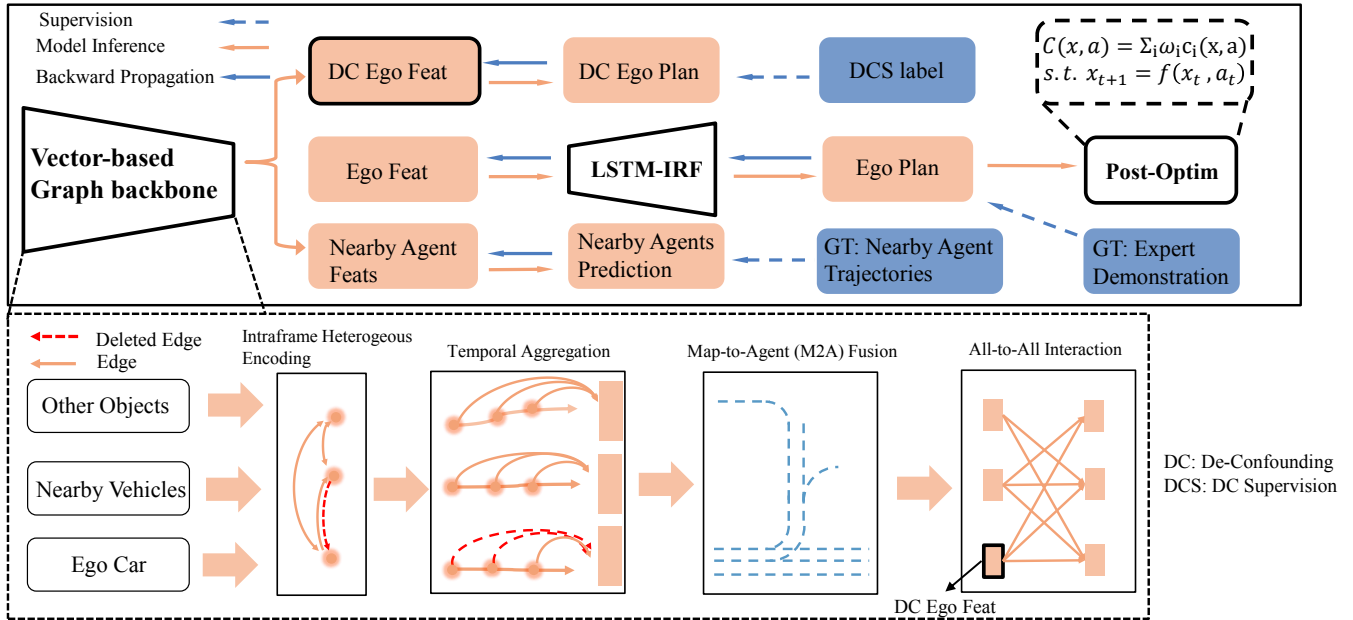 Supervision
Model Inference
Backward Propagation
DC Ego Feat
DC Ego Plan
DCS label
C(x, a) = Σᵢωᵢcᵢ(x, a)
s.t. xₜ₊₁ = f(xₜ, aₜ)
Vector-based
Graph backbone
Ego Feat
LSTM-IRF
Ego Plan
Post-Optim
Nearby Agent
Feats
Nearby Agents
Prediction
GT: Nearby Agent
Trajectories
GT: Expert
Demonstration
Deleted Edge
Edge
Intraframe Heterogeous
Encoding
Temporal Aggregation
Map-to-Agent (M2A) Fusion
All-to-All Interaction
Other Objects
Nearby Vehicles
Ego Car
DC: De-Confounding
DCS: DC Supervision
DC Ego Feat